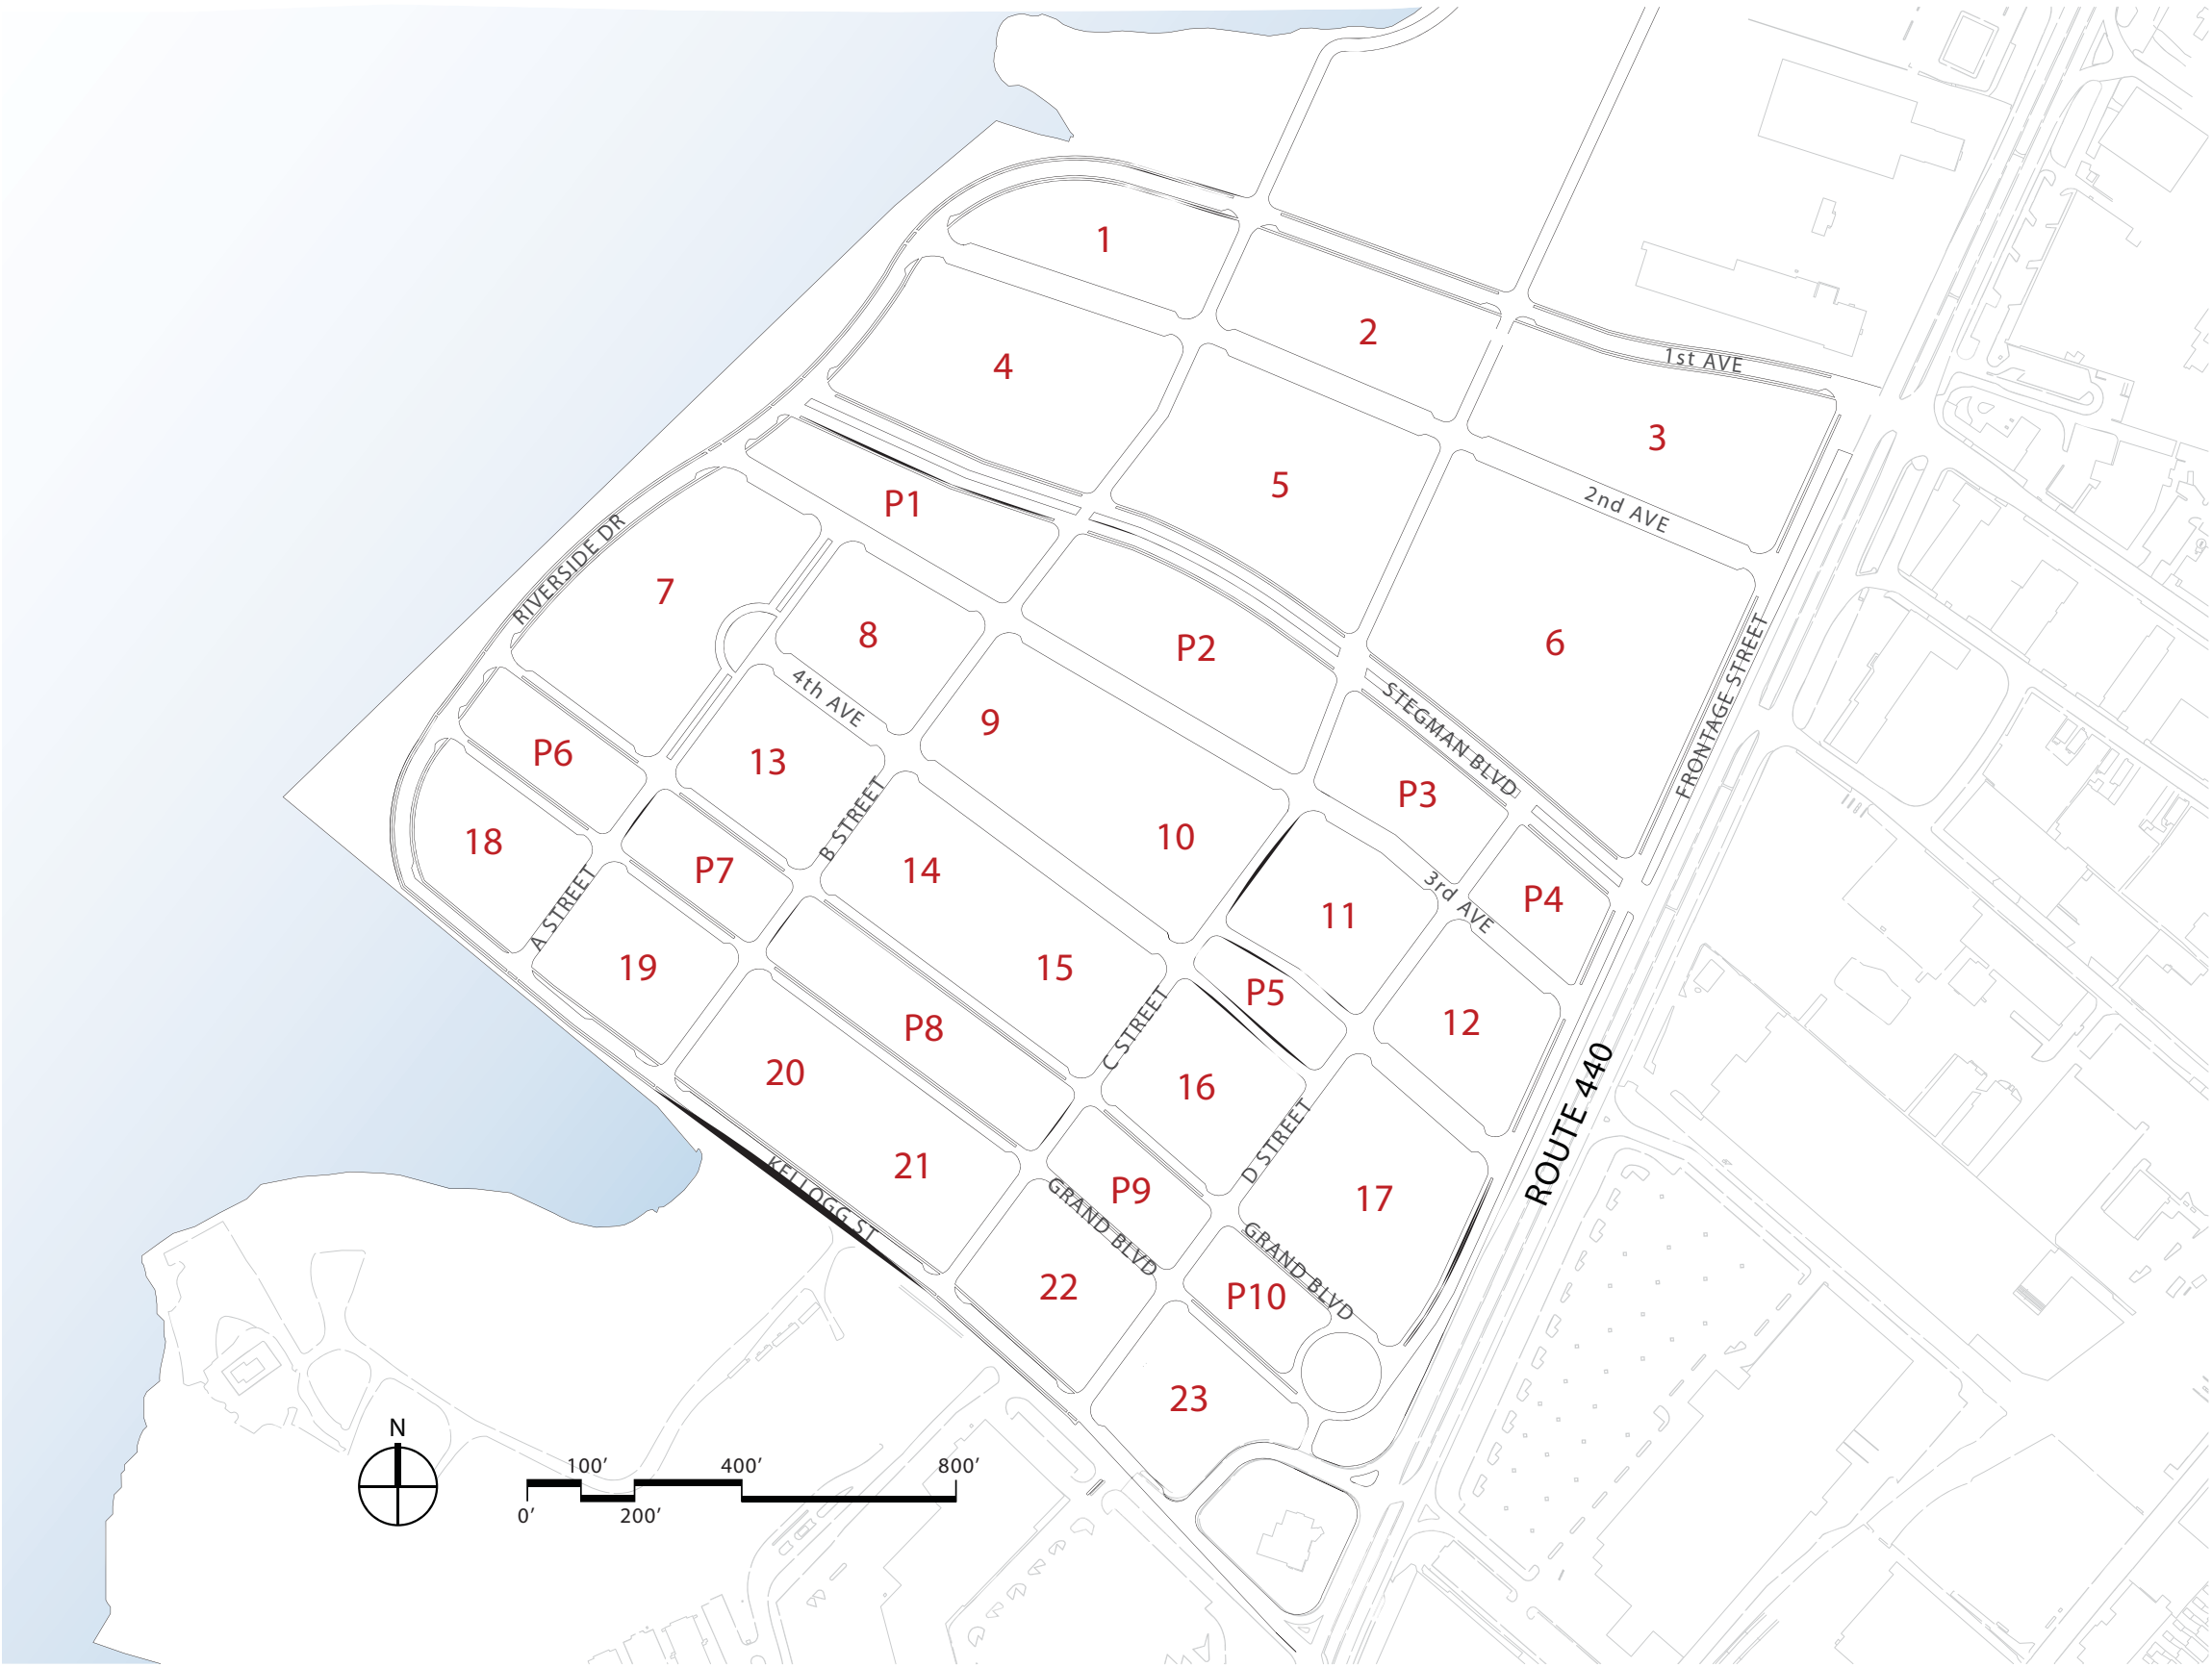 1
2
1st AVE
4
3
5
2nd AVE
P1
RIVERSIDE DR
7
8
P2
6
4th AVE
9
STEGMAN BLVD
FRONTAGE STREET
P6
13
P3
18
B STREET
10
P7
14
A STREET
11
3rd AVE
P4
19
15
P5
P8
C STREET
12
20
16
ROUTE 440
21
D STREET
KELLOGG ST
GRAND BLVD
P9
17
22
GRAND BLVD
P10
23
N
100’
400’
800’
0’
200’